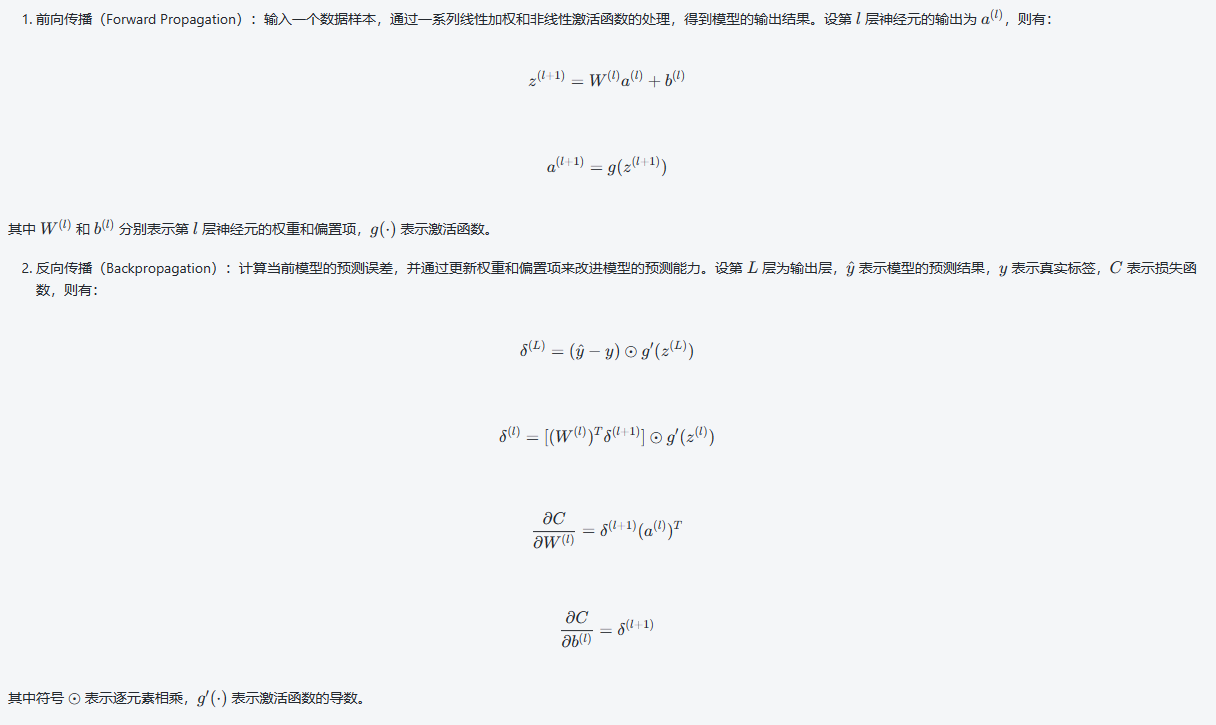 1. 前向传播（Forward Propagation）：输入一个数据样本，通过一系列线性加权和非线性激活函数的处理，得到模型的输出结果。设第 $l$ 层神经元的输出为 $a^{(l)}$，则有：
$z^{(l+1)} = W^{(l)}a^{(l)} + b^{(l)}$
$a^{(l+1)} = g(z^{(l+1)})$
其中 $W^{(l)}$ 和 $b^{(l)}$ 分别表示第 $l$ 层神经元的权重和偏置项，$g(\cdot)$ 表示激活函数。
2. 反向传播（Backpropagation）：计算当前模型的预测误差，并通过更新权重和偏置项来改进模型的预测能力。设第 $L$ 层为输出层，$\hat{y}$ 表示模型的预测结果，$y$ 表示真实标签，$C$ 表示损失函
数，则有：
$\delta^{(L)} = (\hat{y} - y) \odot g'(z^{(L)})$
$\delta^{(l)} = [(W^{(l)})^T \delta^{(l+1)}] \odot g'(z^{(l)})$
$\frac{\partial C}{\partial W^{(l)}} = \delta^{(l+1)}(a^{(l)})^T$
$\frac{\partial C}{\partial b^{(l)}} = \delta^{(l+1)}$
其中符号 $\odot$ 表示逐元素相乘，$g'(\cdot)$ 表示激活函数的导数。